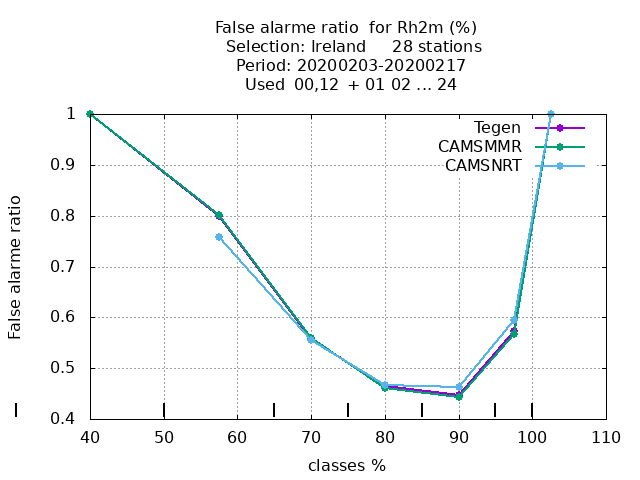 False alarme ratio  for Rh2m (%)
Selection: Ireland     28 stations
Period: 20200203-20200217
Used  00,12  + 01 02 ... 24
Tegen
CAMSMMR
CAMSNRT
False alarme ratio
1
0.9
0.8
0.7
0.6
0.5
0.4
40 50 60 70 80 90 100 110
classes %